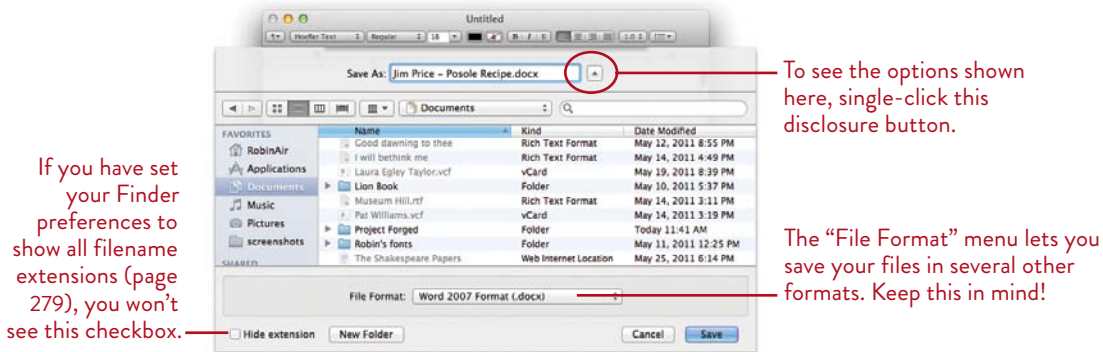 Untitled
Hoefler Text Regular 18 B I U 1.0
Save As: Jim Price – Posole Recipe.docx
To see the options shown
here, single-click this
disclosure button.
Documents
FAVORITES
RobinAir
Applications
Documents
Music
Pictures
screenshots
SHARED
Name Kind Date Modified
Good dawning to thee Rich Text Format May 12, 2011 8:55 PM
I will bethink me Rich Text Format May 14, 2011 4:49 PM
Laura Egley Taylor.vcf vCard May 19, 2011 8:39 PM
Lion Book Folder May 10, 2011 5:37 PM
Museum Hill.rtf Rich Text Format May 14, 2011 3:11 PM
Pat Williams.vcf vCard May 14, 2011 3:19 PM
Project Forged Folder Today 11:41 AM
Robin's fonts Folder May 11, 2011 12:25 PM
The Shakespeare Papers Web Internet Location May 25, 2011 6:14 PM
If you have set
your Finder
preferences to
show all filename
extensions (page
279), you won’t
see this checkbox.
The “File Format” menu lets you
save your files in several other
formats. Keep this in mind!
File Format: Word 2007 Format (.docx)
Hide extension New Folder Cancel Save